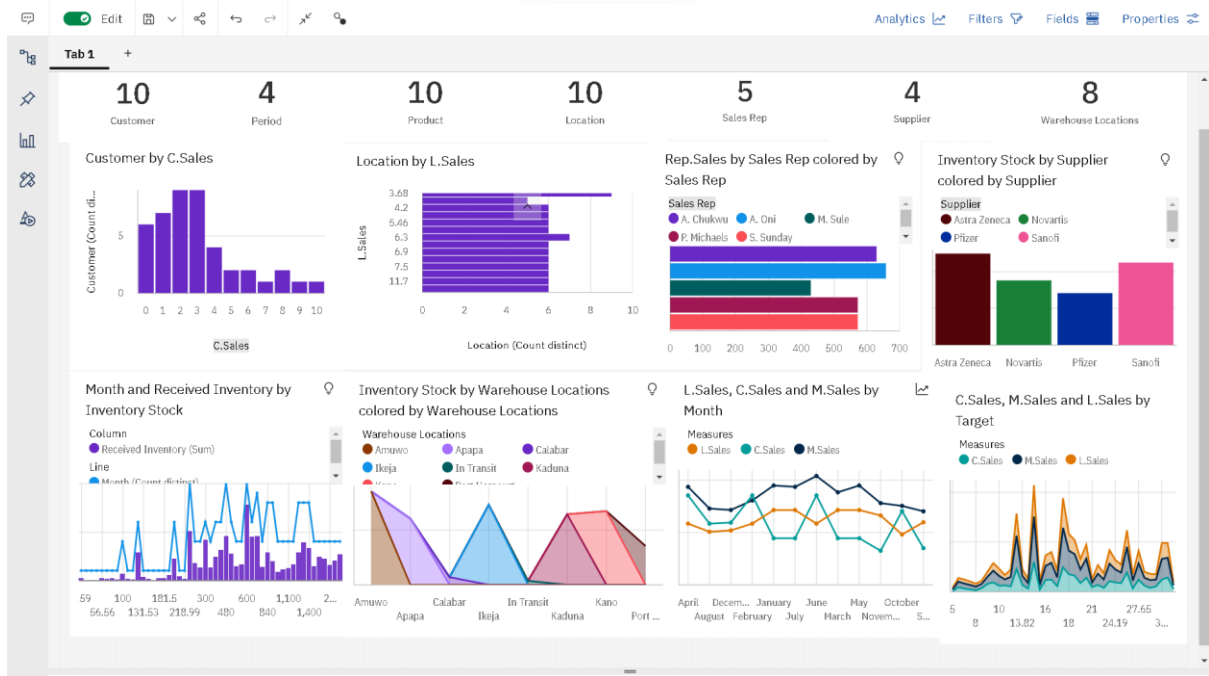 Edit
Analytics Filters Fields Properties
Tab 1 +
10 4 10 10 5 4 8
Customer Period Product Location Sales Rep Supplier Warehouse Locations
Customer by C.Sales
Customer (Count di...
5
0
0 1 2 3 4 5 6 7 8 9 10
C.Sales
Location by L.Sales
L.Sales
3.68
4.2
5.46
6.3
6.9
7.5
11.7
0 2 4 6 8 10
Location (Count distinct)
Rep.Sales by Sales Rep colored by
Sales Rep
Sales Rep
A. Chukwu A. Oni M. Sule
P. Michaels S. Sunday
0 100 200 300 400 500 600 700
Inventory Stock by Supplier
colored by Supplier
Supplier
Astra Zeneca Novartis
Pfizer Sanofi
Astra Zeneca Novartis Pfizer Sanofi
Month and Received Inventory by
Inventory Stock
Column
Received Inventory (Sum)
Line
Month (Count distinct)
59 100 181.5 300 600 1,100 2...
56.56 131.53 218.99 480 840 1,400
Inventory Stock by Warehouse Locations
colored by Warehouse Locations
Warehouse Locations
Amuwo Apapa Calabar
Ikeja In Transit Kaduna
Kano Port Harcourt
Amuwo Calabar In Transit Kano
Apapa Ikeja Kaduna Port ...
L.Sales, C.Sales and M.Sales by
Month
Measures
L.Sales C.Sales M.Sales
April Decem... January June May October
August February July March Novem... S...
C.Sales, M.Sales and L.Sales by
Target
Measures
C.Sales M.Sales L.Sales
5 10 16 21 27.65
8 13.82 18 24.19 3...